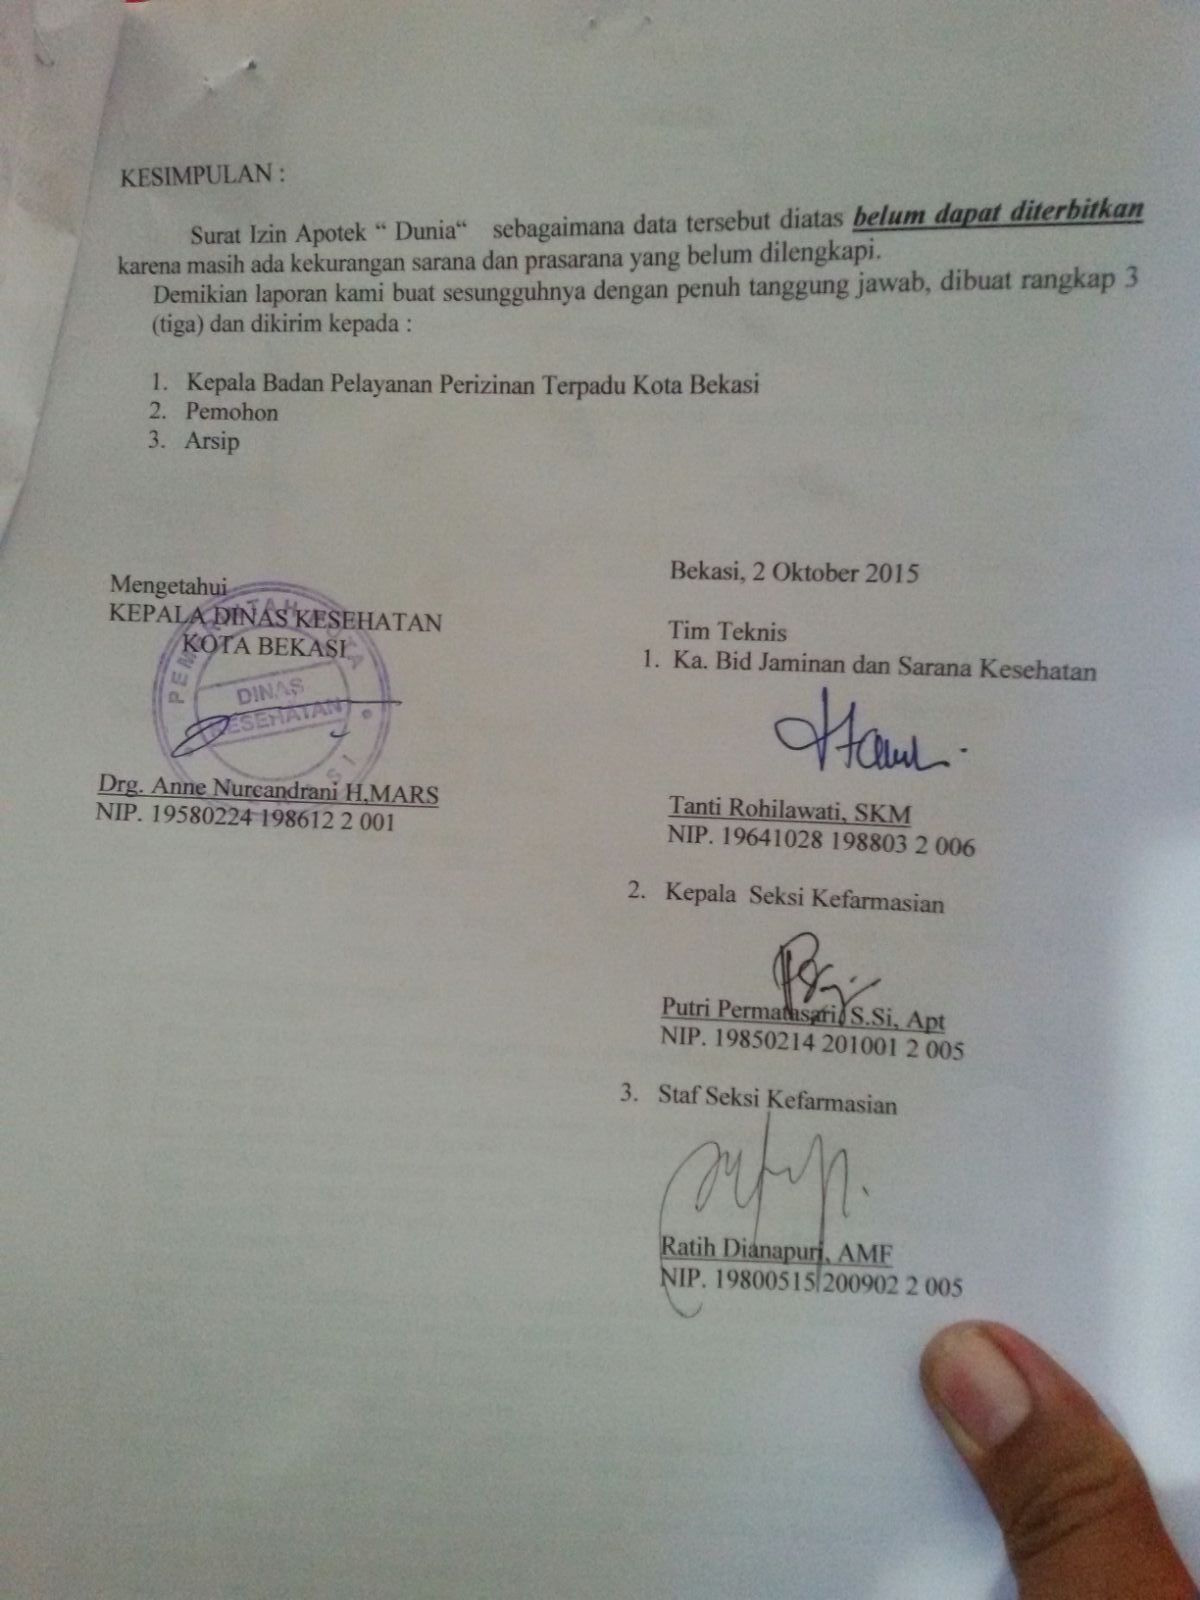 KESIMPULAN :
Surat Izin Apotek “ Dunia“ sebagaimana data tersebut diatas belum dapat diterbitkan
karena masih ada kekurangan sarana dan prasarana yang belum dilengkapi.
Demikian laporan kami buat sesungguhnya dengan penuh tanggung jawab, dibuat rangkap 3
(tiga) dan dikirim kepada :
1. Kepala Badan Pelayanan Perizinan Terpadu Kota Bekasi
2. Pemohon
3. Arsip
Mengetahui
KEPALA DINAS KESEHATAN
KOTA BEKASI
DINAS
KESEHATAN
Drg. Anne Nurcandrani H,MARS
NIP. 19580224 198612 2 001
Bekasi, 2 Oktober 2015
Tim Teknis
1. Ka. Bid Jaminan dan Sarana Kesehatan
Tanti Rohilawati, SKM
NIP. 19641028 198803 2 006
2. Kepala Seksi Kefarmasian
Putri Permatasari, S.Si, Apt
NIP. 19850214 201001 2 005
3. Staf Seksi Kefarmasian
Ratih Dianapuri, AMF
NIP. 19800515 200902 2 005